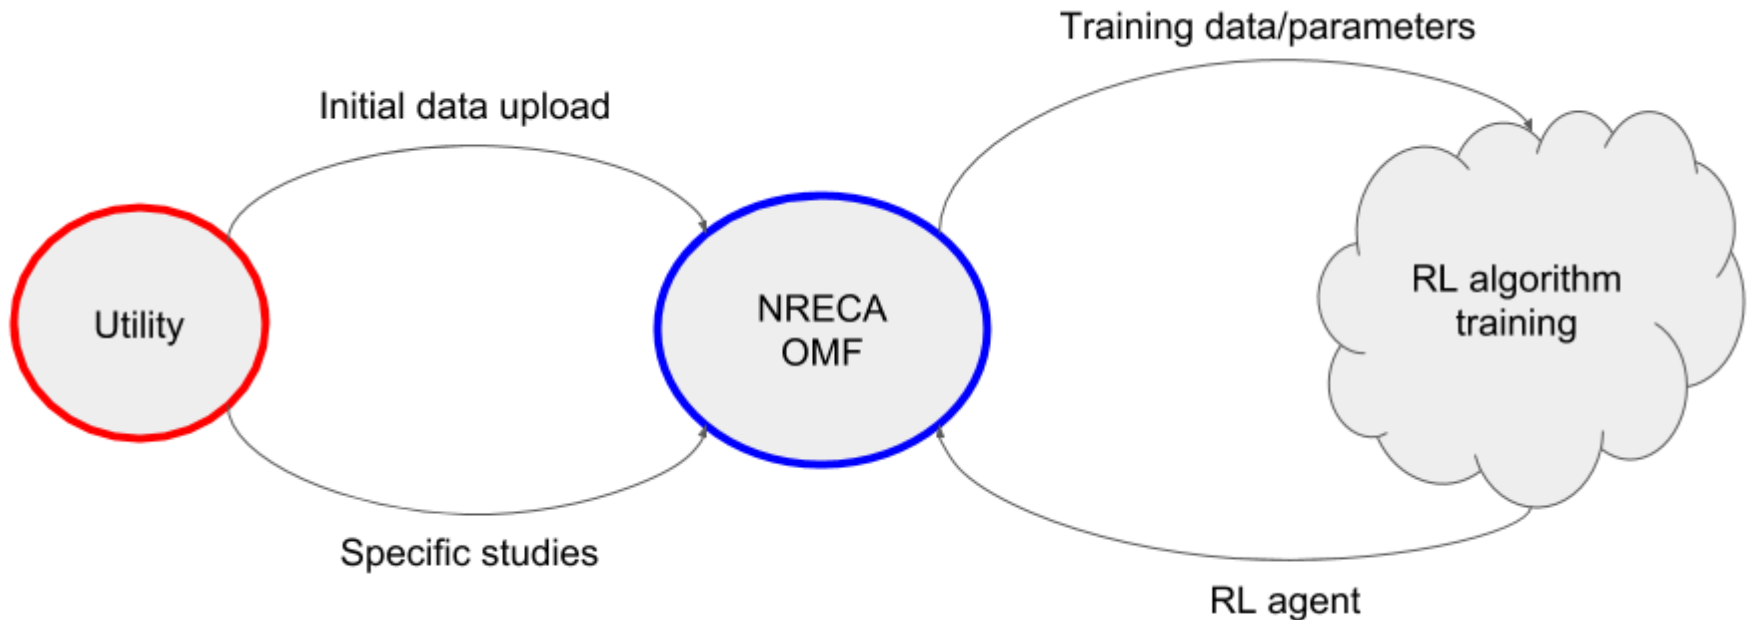 Training data/parameters
Initial data upload
Utility
NRECA
OMF
RL algorithm
training
Specific studies
RL agent